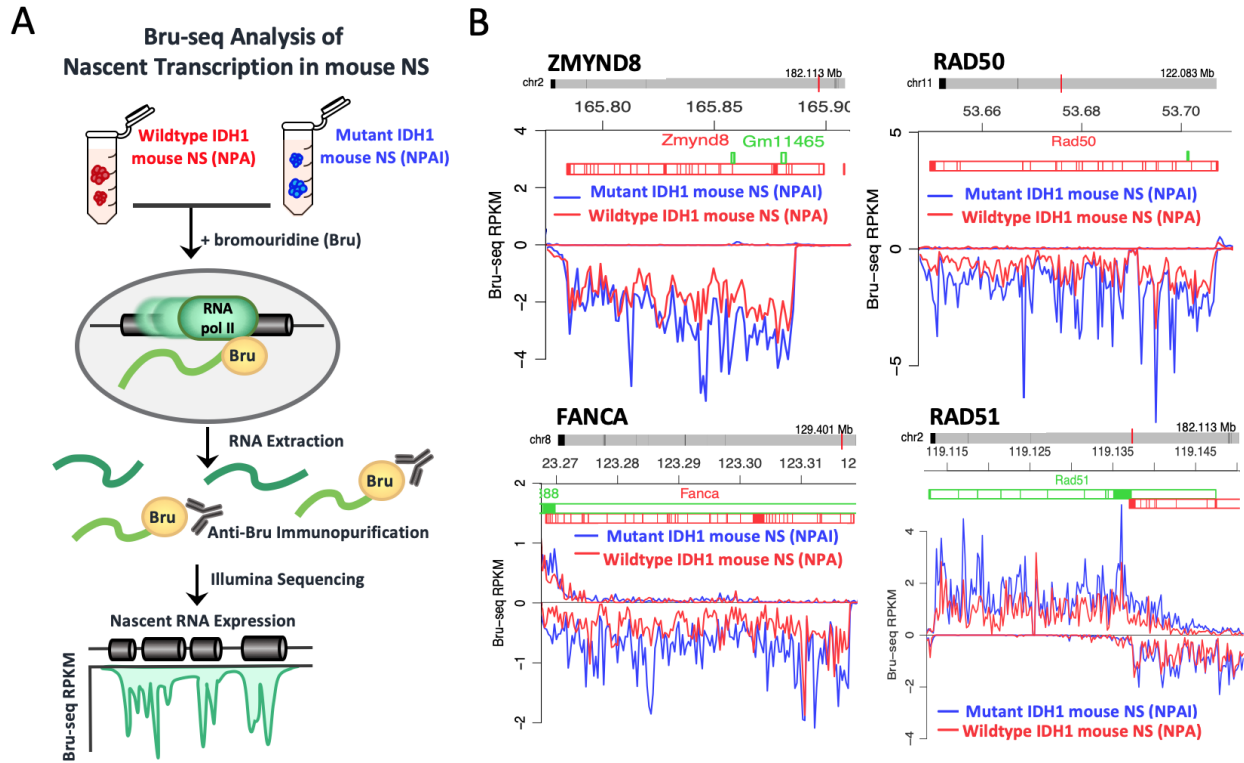 A
Bru-seq Analysis of
Nascent Transcription in mouse NS
Wildtype IDH1
mouse NS (NPA)
Mutant IDH1
mouse NS (NPAI)
+ bromouridine (Bru)
RNA
pol II
Bru
RNA Extraction
Bru
Bru
Anti-Bru Immunopurification
Illumina Sequencing
Nascent RNA Expression
Bru-seq RPKM
B
ZMYND8
182.113 Mb
chr2
165.80 165.85 165.90
4
2
0
−2
−4
Bru−seq RPKM
Zmynd8 Gm11465
Mutant IDH1 mouse NS (NPAI)
Wildtype IDH1 mouse NS (NPA)
RAD50
chr11
122.083 Mb
53.66 53.68 53.70
5
0
−5
Bru−seq RPKM
Rad50
Mutant IDH1 mouse NS (NPAI)
Wildtype IDH1 mouse NS (NPA)
FANCA
129.401 Mb
chr8
23.27 123.28 123.29 123.30 123.31 12
2
1
0
−1
−2
Bru−seq RPKM
388 Fanca
Mutant IDH1 mouse NS (NPAI)
Wildtype IDH1 mouse NS (NPA)
RAD51
182.113 Mb
chr2
119.115 119.125 119.135 119.145
4
2
0
−2
−4
Bru−seq RPKM
Rad51
Mutant IDH1 mouse NS (NPAI)
Wildtype IDH1 mouse NS (NPA)